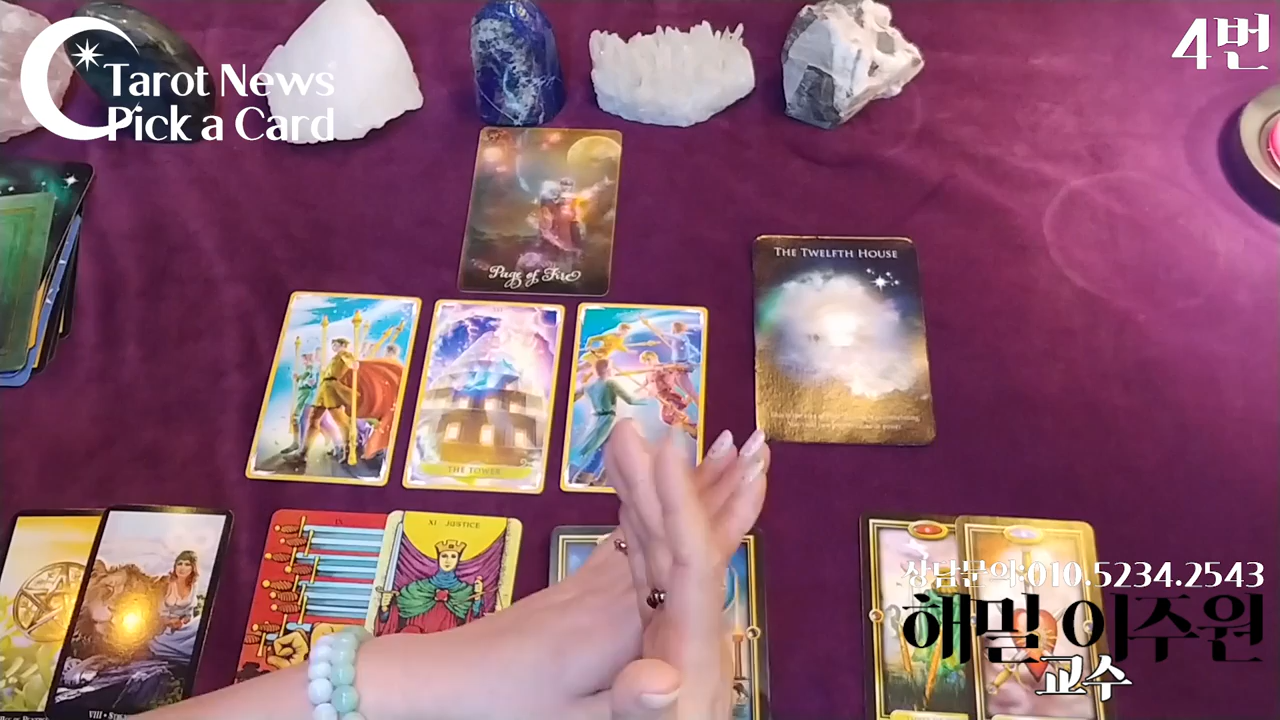 Tarot News
Pick a Card
4번
Page of Fire
THE TWELFTH HOUSE
THE TOWER
IX
XI JUSTICE
상담문의:010.5234.2543
해밀 이주원
교수